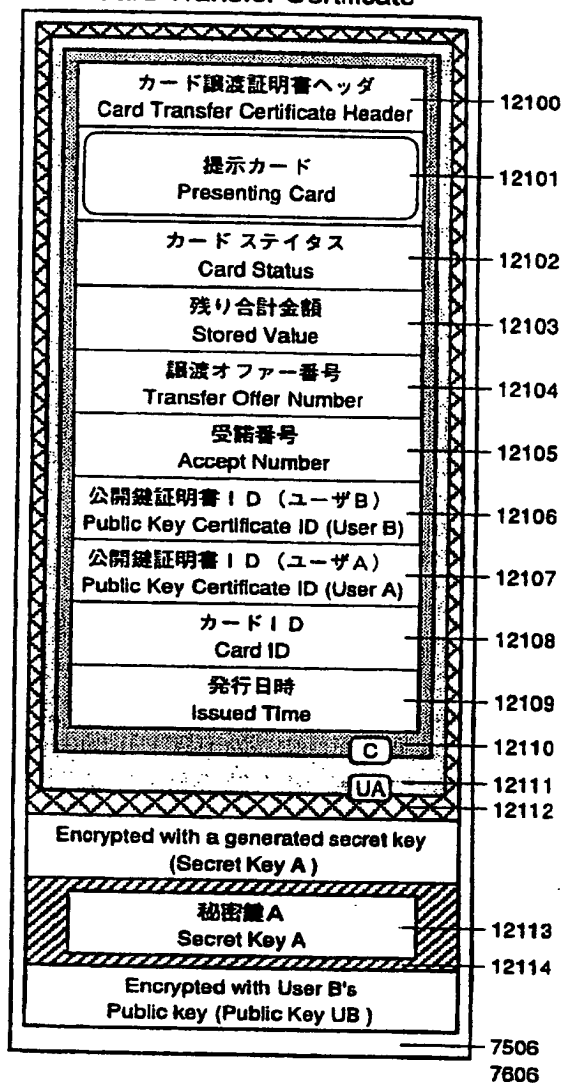 Card Transfer Certificate
カード譲渡証明書ヘッダ
Card Transfer Certificate Header
12100
提示カード
Presenting Card
12101
カード ステイタス
Card Status
12102
残り合計金額
Stored Value
12103
譲渡オファー番号
Transfer Offer Number
12104
受諾番号
Accept Number
12105
公開鍵証明書ID（ユーザB）
Public Key Certificate ID (User B)
12106
公開鍵証明書ID（ユーザA）
Public Key Certificate ID (User A)
12107
カードID
Card ID
12108
発行日時
Issued Time
12109
C
12110
UA
12111
12112
Encrypted with a generated secret key
(Secret Key A)
秘密鍵A
Secret Key A
12113
12114
Encrypted with User B's
Public key (Public Key UB)
7506
7606